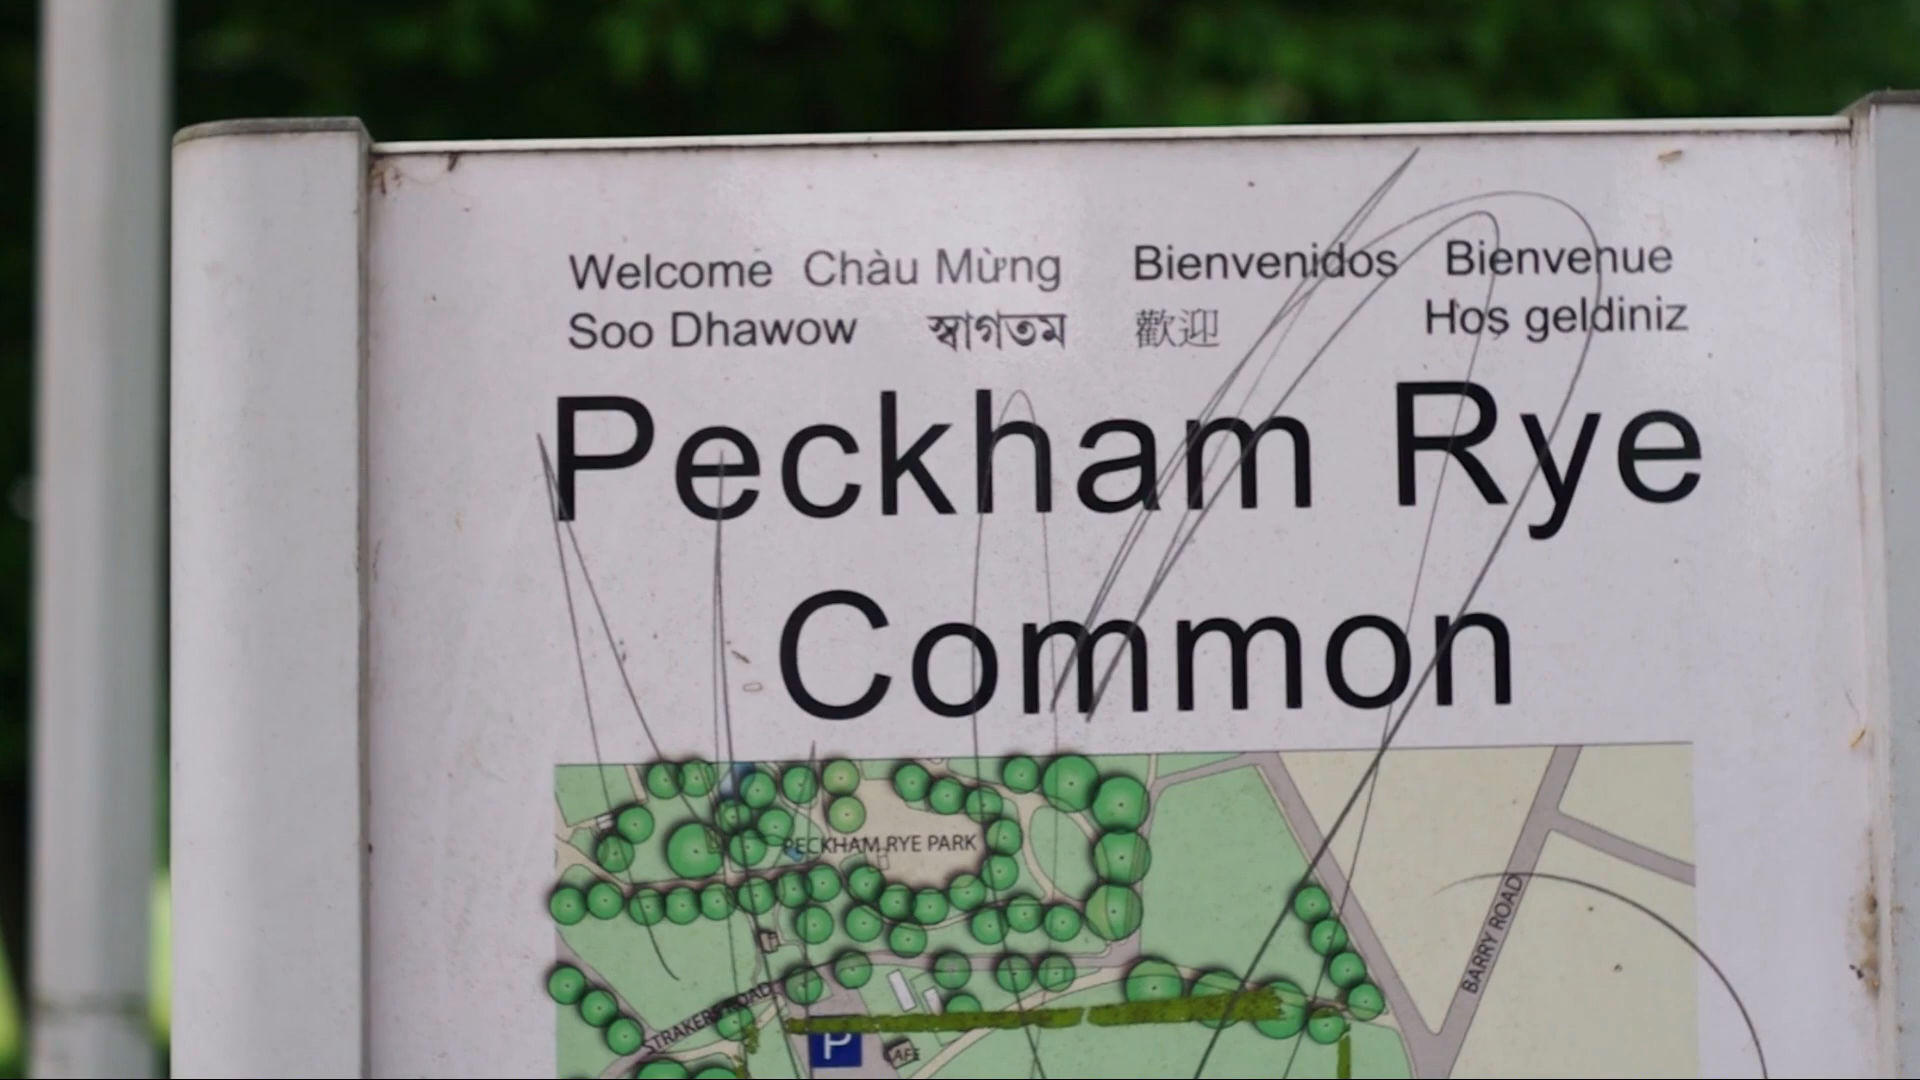 Welcome Chàu Mừng Bienvenidos Bienvenue
Soo Dhawow স্বাগতম 歡迎 Hoş geldiniz
Peckham Rye
Common
PECKHAM RYE PARK
BARRY ROAD
STRAKERS ROAD
P
CAFE